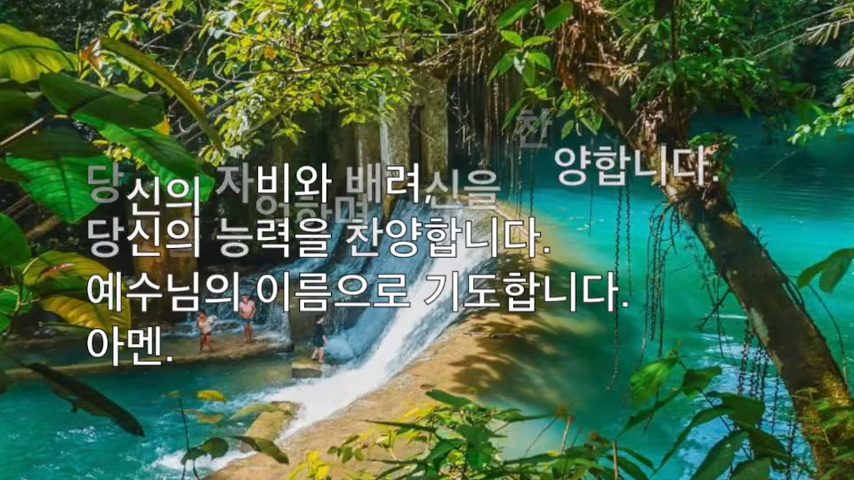 당신의 자비와 배려,
당신의 능력을 찬양합니다.
예수님의 이름으로 기도합니다.
아멘.